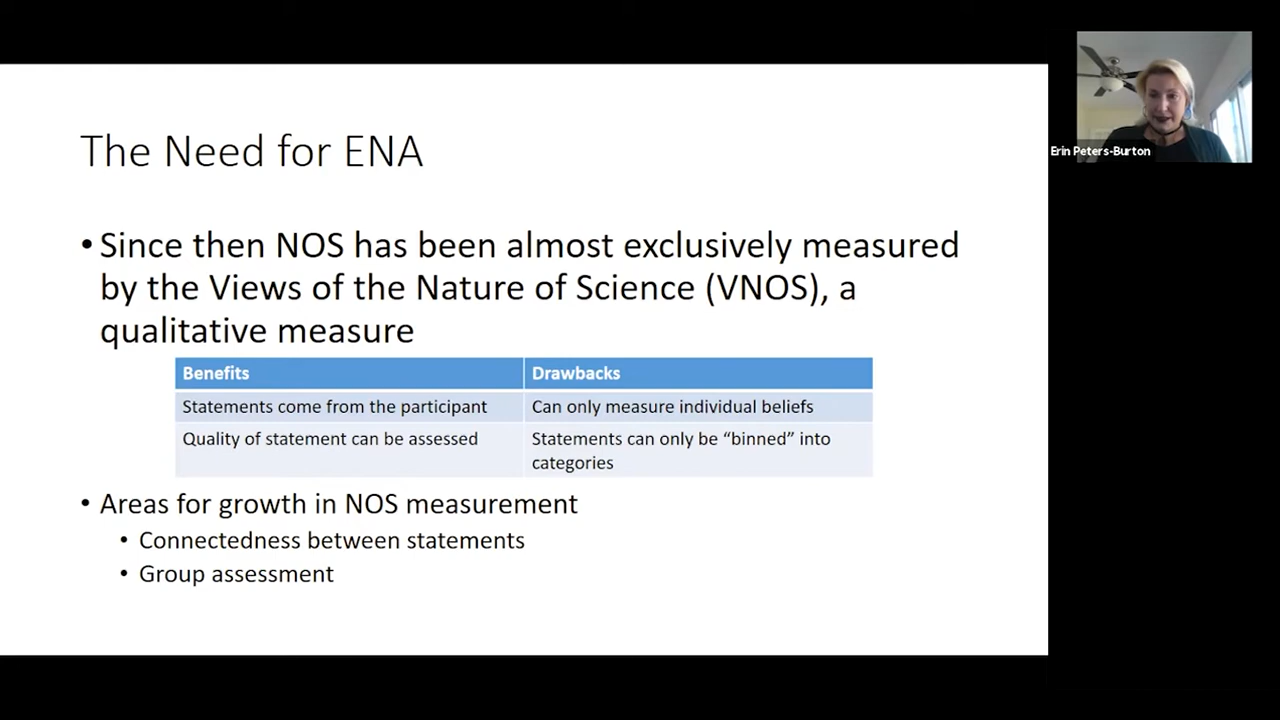 The Need for ENA
• Since then NOS has been almost exclusively measured
by the Views of the Nature of Science (VNOS), a
qualitative measure
Benefits
Drawbacks
Statements come from the participant
Can only measure individual beliefs
Quality of statement can be assessed
Statements can only be “binned” into
categories
• Areas for growth in NOS measurement
• Connectedness between statements
• Group assessment
Erin Peters-Burton